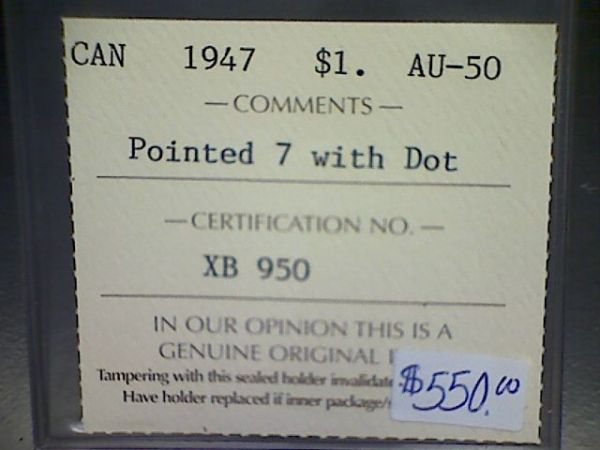 CAN 1947 $1. AU-50
— COMMENTS —
Pointed 7 with Dot
— CERTIFICATION NO. —
XB 950
IN OUR OPINION THIS IS A
GENUINE ORIGINAL
Tampering with this sealed holder
Have holder replaced if inner
$550.00